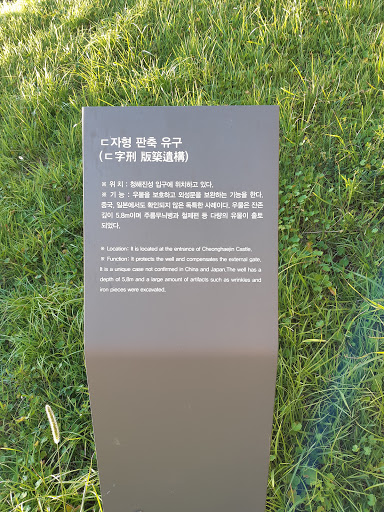 ㄷ자형 판축 유구
(ㄷ字刑 版築遺構)
※ 위 치 : 청해진성 입구에 위치하고 있다.
※ 기 능 : 우물을 보호하고 외성문을 보완하는 기능을 한다.
중국, 일본에서도 확인되지 않은 독특한 사례이다. 우물은 잔존
깊이 5.8m이며 주름무늬병과 철제편 등 다량의 유물이 출토
되었다.
※ Location: It is located at the entrance of Cheonghaejin Castle.
※ Function: It protects the well and compensates the external gate.
It is a unique case not confirmed in China and Japan.The well has a
depth of 5.8m and a large amount of artifacts such as wrinkles and
iron pieces were excavated.